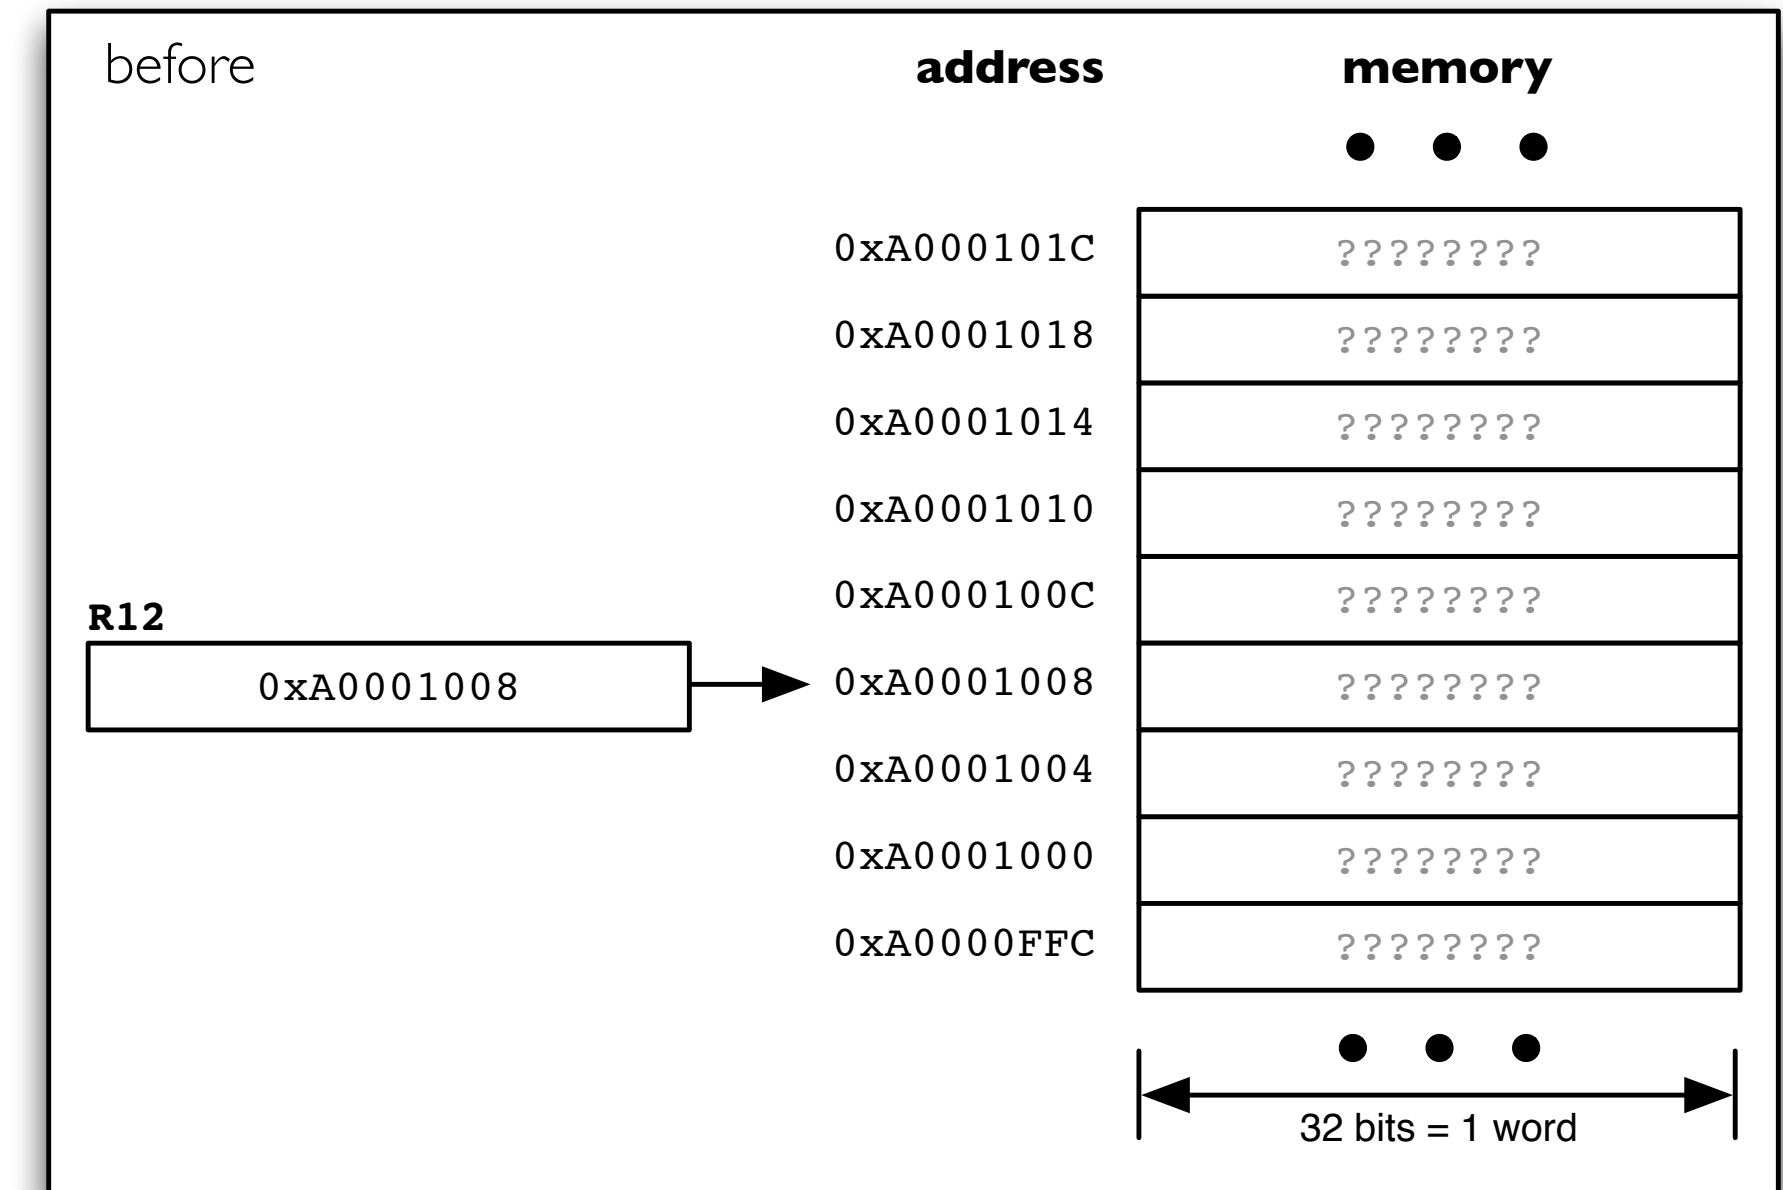 before address memory
0xA000101C ????????
0xA0001018 ????????
0xA0001014 ????????
0xA0001010 ????????
0xA000100C ????????
R12
0xA0001008 0xA0001008 ????????
0xA0001004 ????????
0xA0001000 ????????
0xA0000FFC ????????
32 bits = 1 word